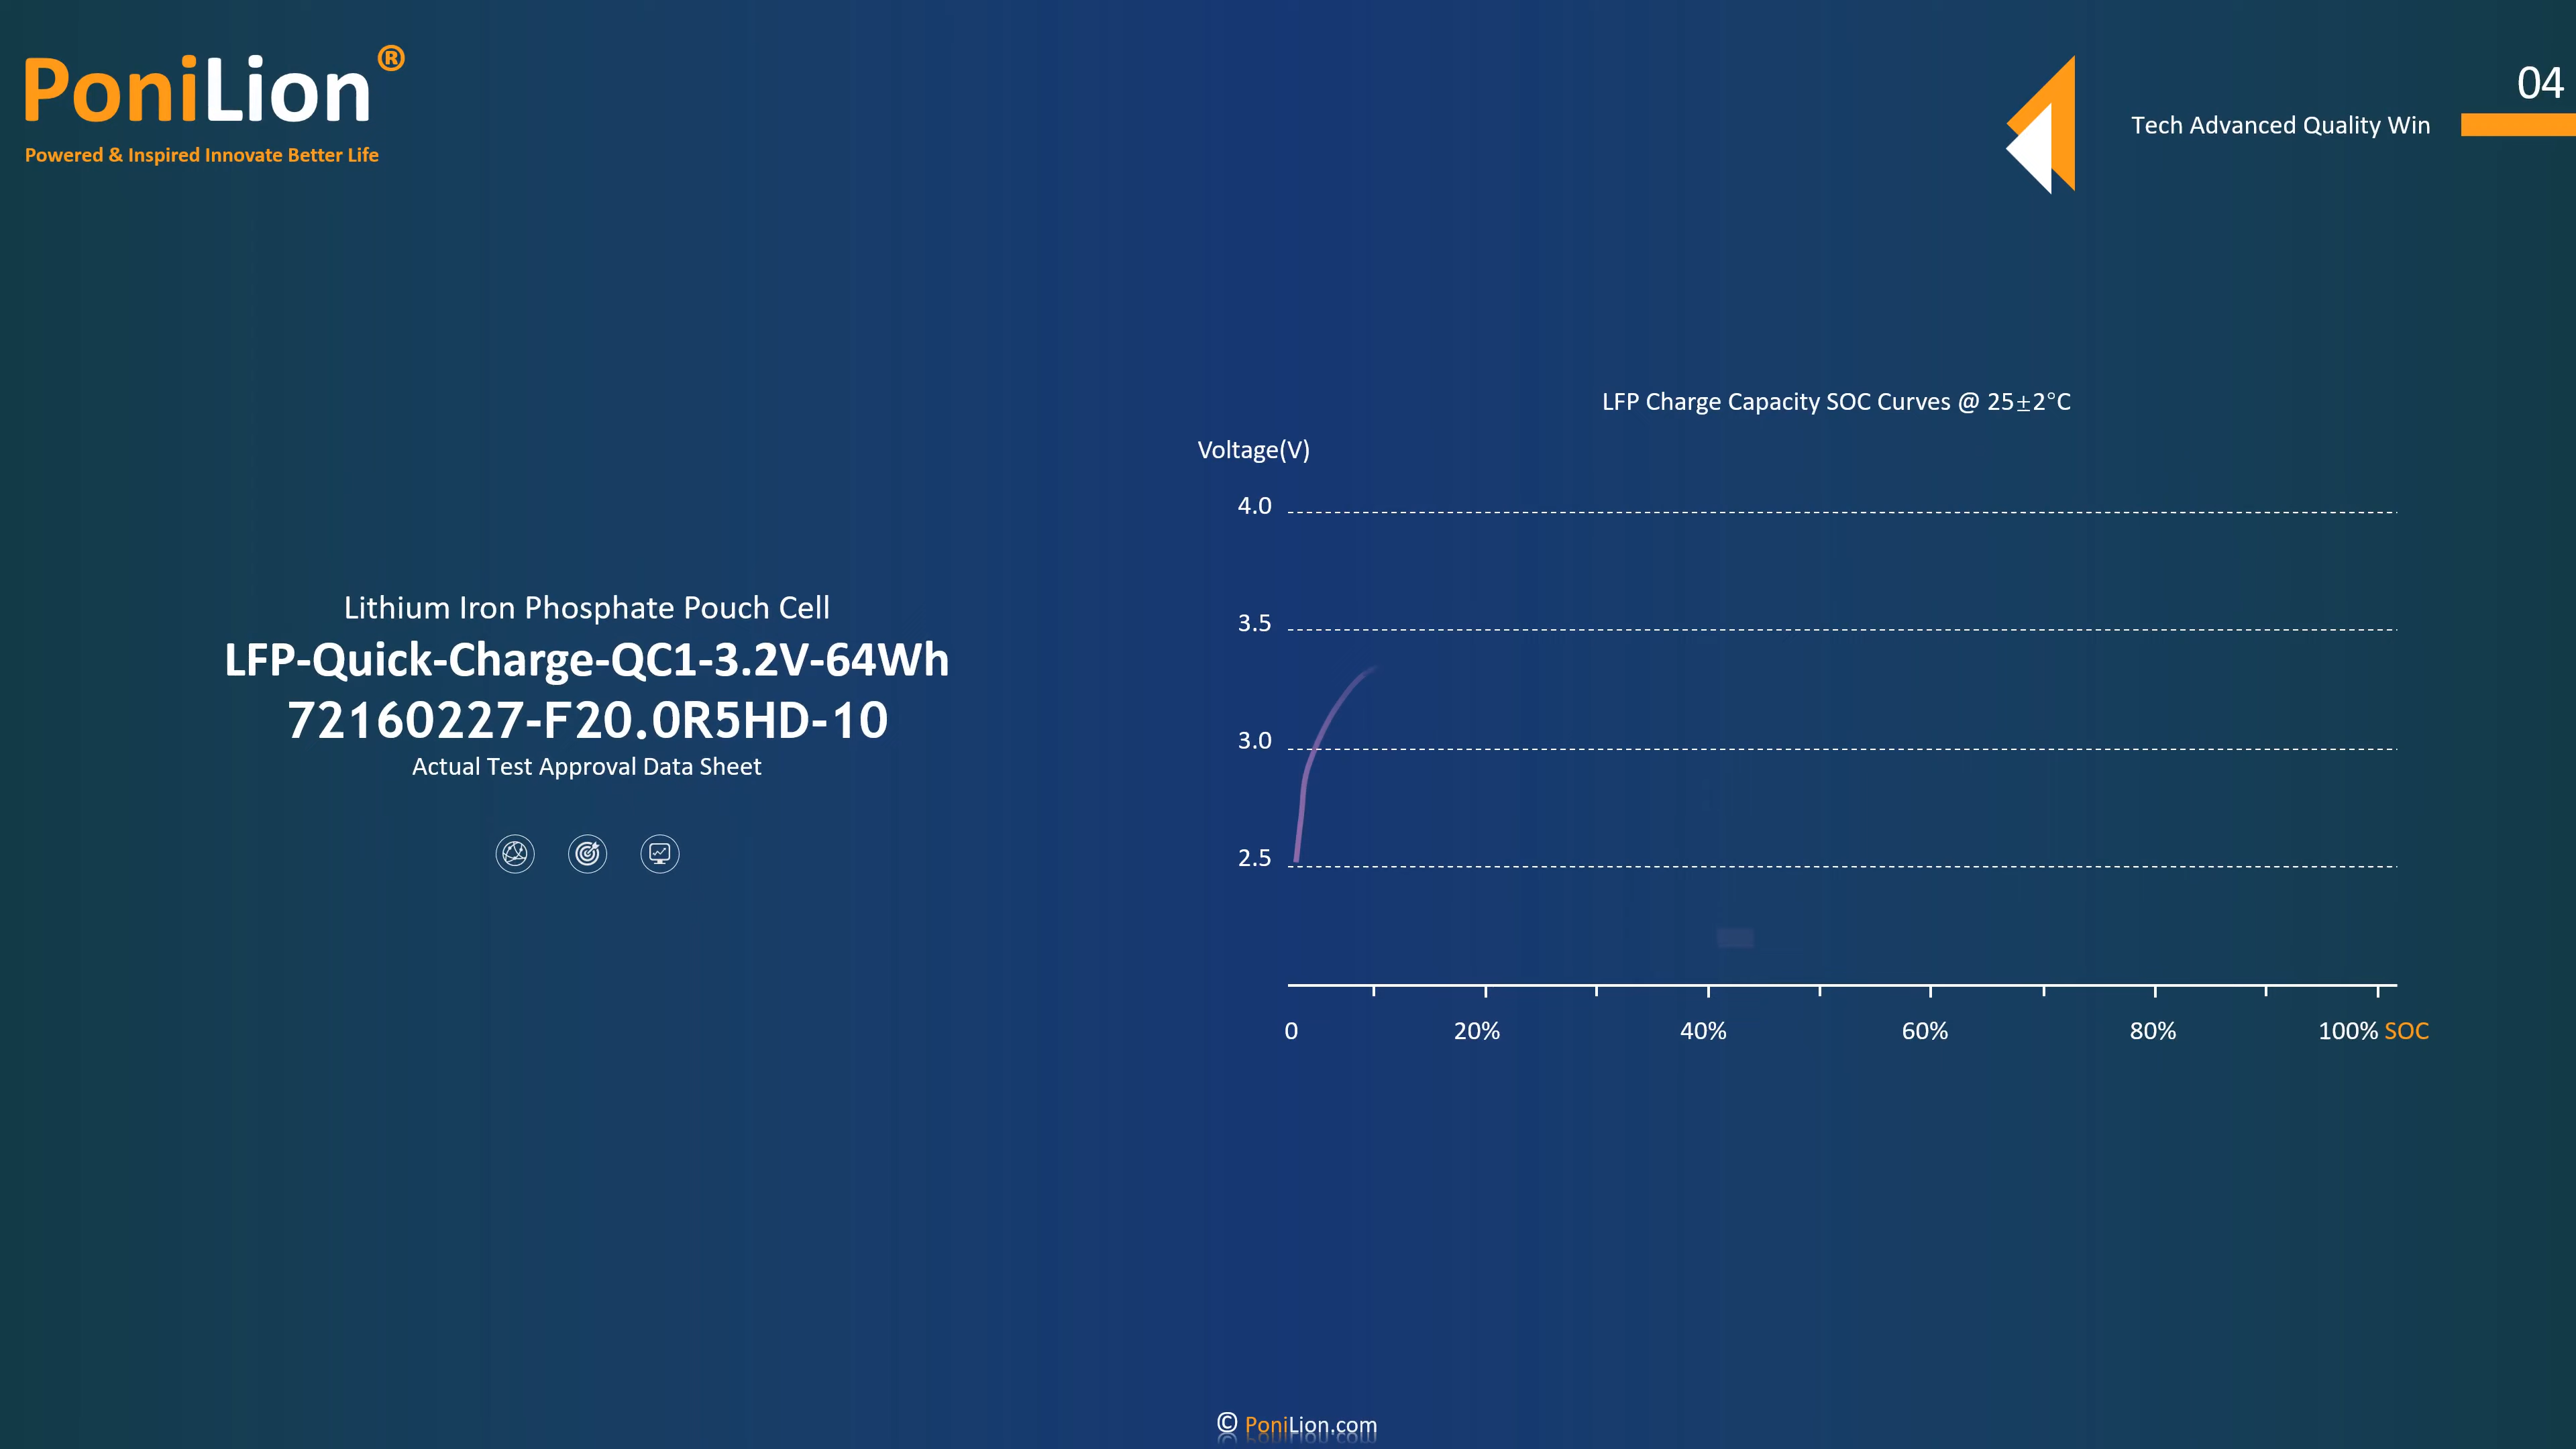 PoniLion®
Powered & Inspired Innovate Better Life
04
Tech Advanced Quality Win
Lithium Iron Phosphate Pouch Cell
LFP-Quick-Charge-QC1-3.2V-64Wh
72160227-F20.0R5HD-10
Actual Test Approval Data Sheet
LFP Charge Capacity SOC Curves @ 25±2°C
Voltage(V)
4.0
3.5
3.0
2.5
0 20% 40% 60% 80% 100% SOC
© PoniLion.com